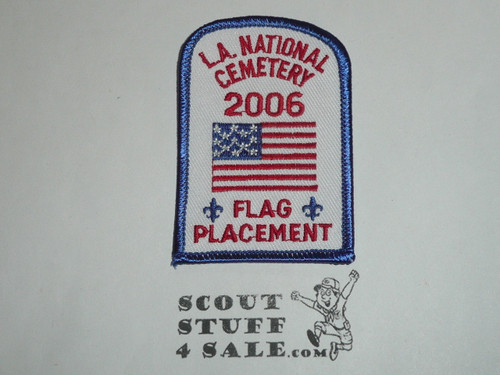 L.A. NATIONAL
CEMETERY
2006
FLAG
PLACEMENT
SCOUT
STUFF
4 SALE.COM